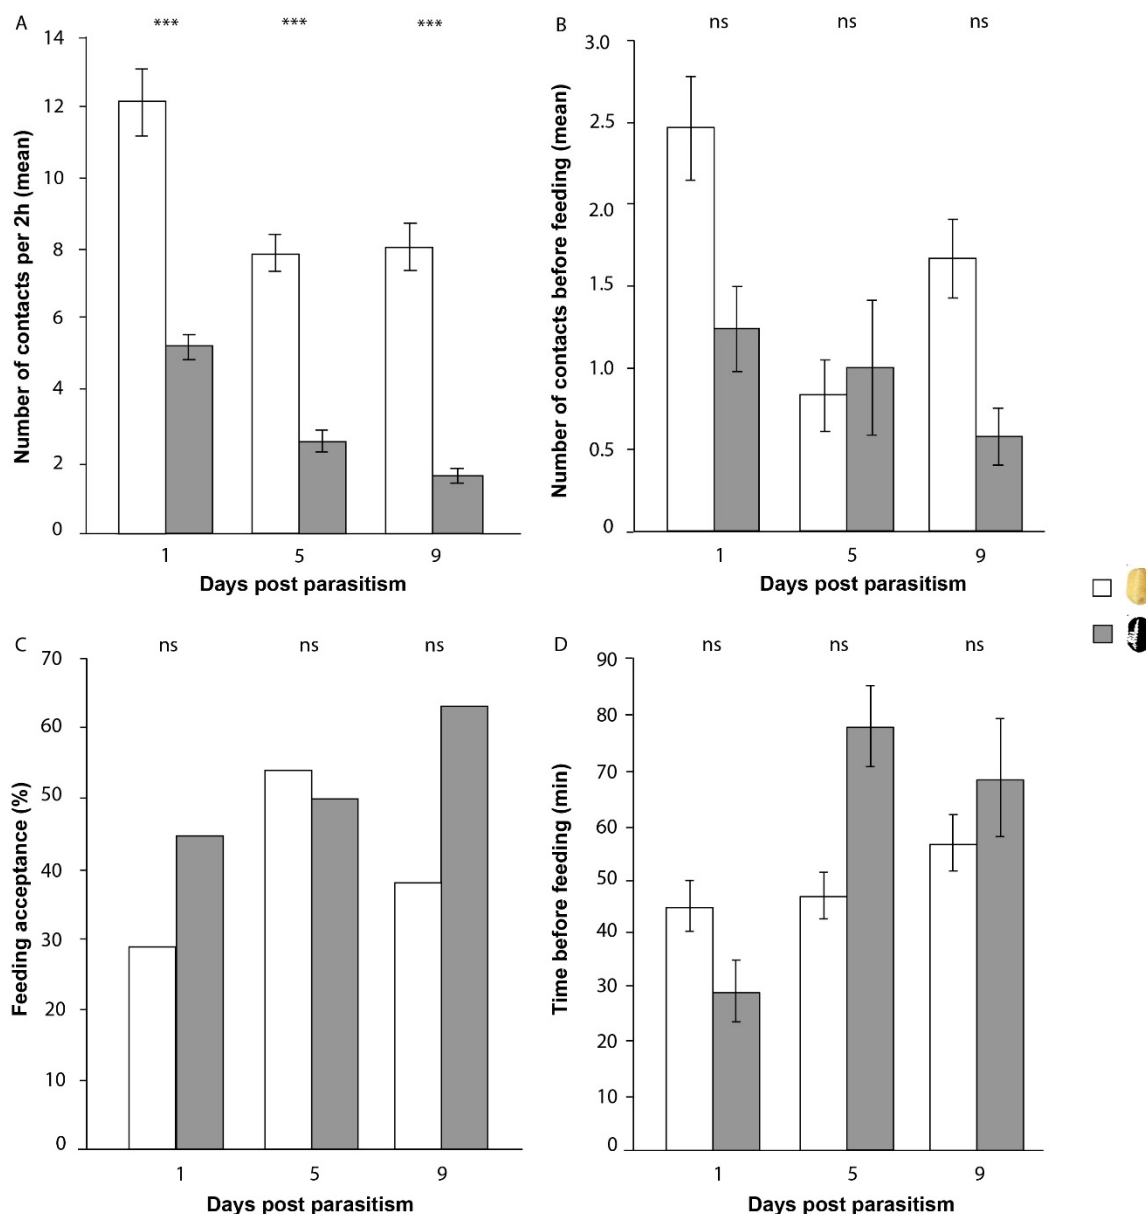 A
*** *** ***
Number of contacts per 2h (mean)
14
12
10
8
6
4
2
0
1 5 9
Days post parasitism
B
ns ns ns
Number of contacts before feeding (mean)
3.0
2.5
2.0
1.5
1.0
0.5
0
1 5 9
Days post parasitism
C
ns ns ns
Feeding acceptance (%)
70
60
50
40
30
20
10
0
1 5 9
Days post parasitism
D
ns ns ns
Time before feeding (min)
90
80
70
60
50
40
30
20
10
0
1 5 9
Days post parasitism